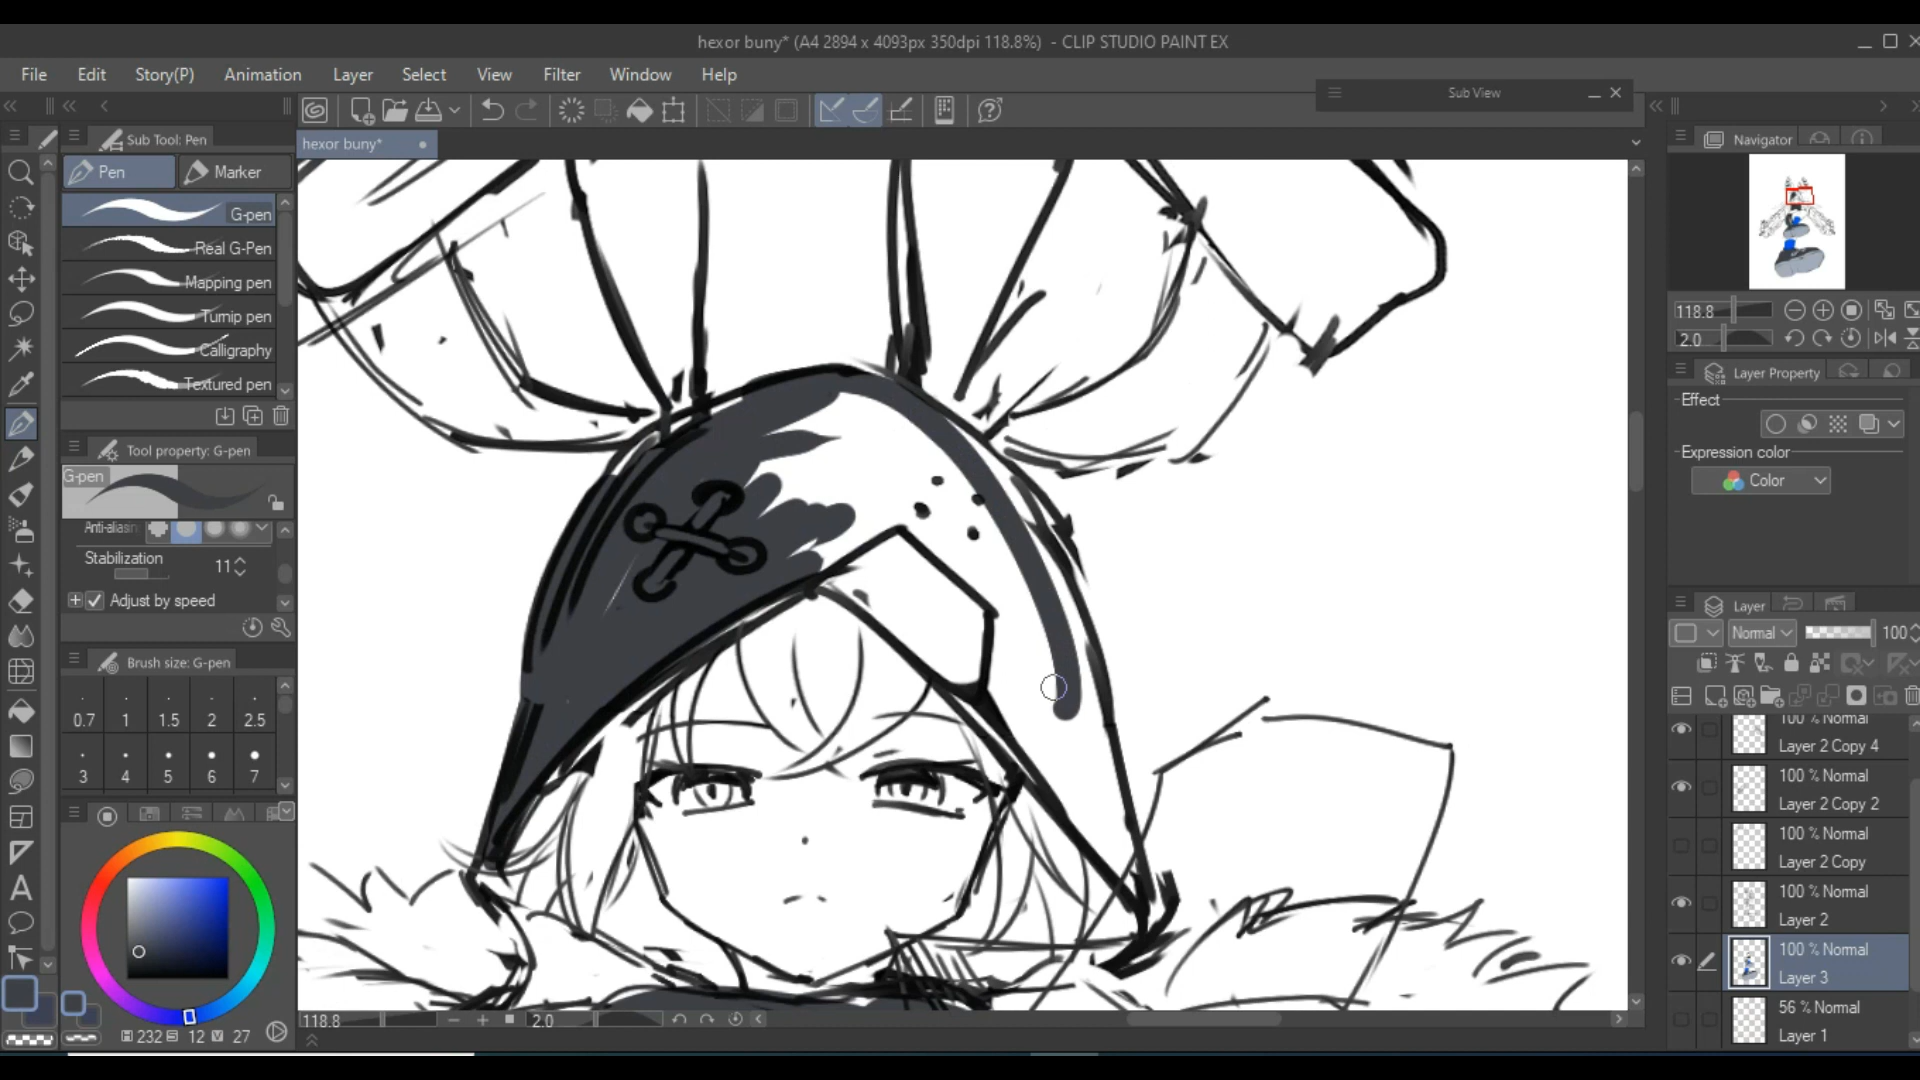 hexor buny* (A4 2894 x 4093px 350dpi 118.8%) - CLIP STUDIO PAINT EX
File Edit Story(P) Animation Layer Select View Filter Window Help
Sub View
Sub Tool: Pen
hexor buny*
Navigator
Pen
Marker
G-pen
Real G-Pen
Mapping pen
Turnip pen
Calligraphy
Textured pen
118.8
2.0
Layer Property
Effect
Expression color
Color
Tool property: G-pen
G-pen
Anti-aliasin
Stabilization
11
Adjust by speed
Brush size: G-pen
0.7 1 1.5 2 2.5
3 4 5 6 7
Layer
Normal 100
100 % Normal
Layer 2 Copy 4
100 % Normal
Layer 2 Copy 2
100 % Normal
Layer 2 Copy
100 % Normal
Layer 2
100 % Normal
Layer 3
56 % Normal
Layer 1
H 232 S 12 V 27
118.8 2.0